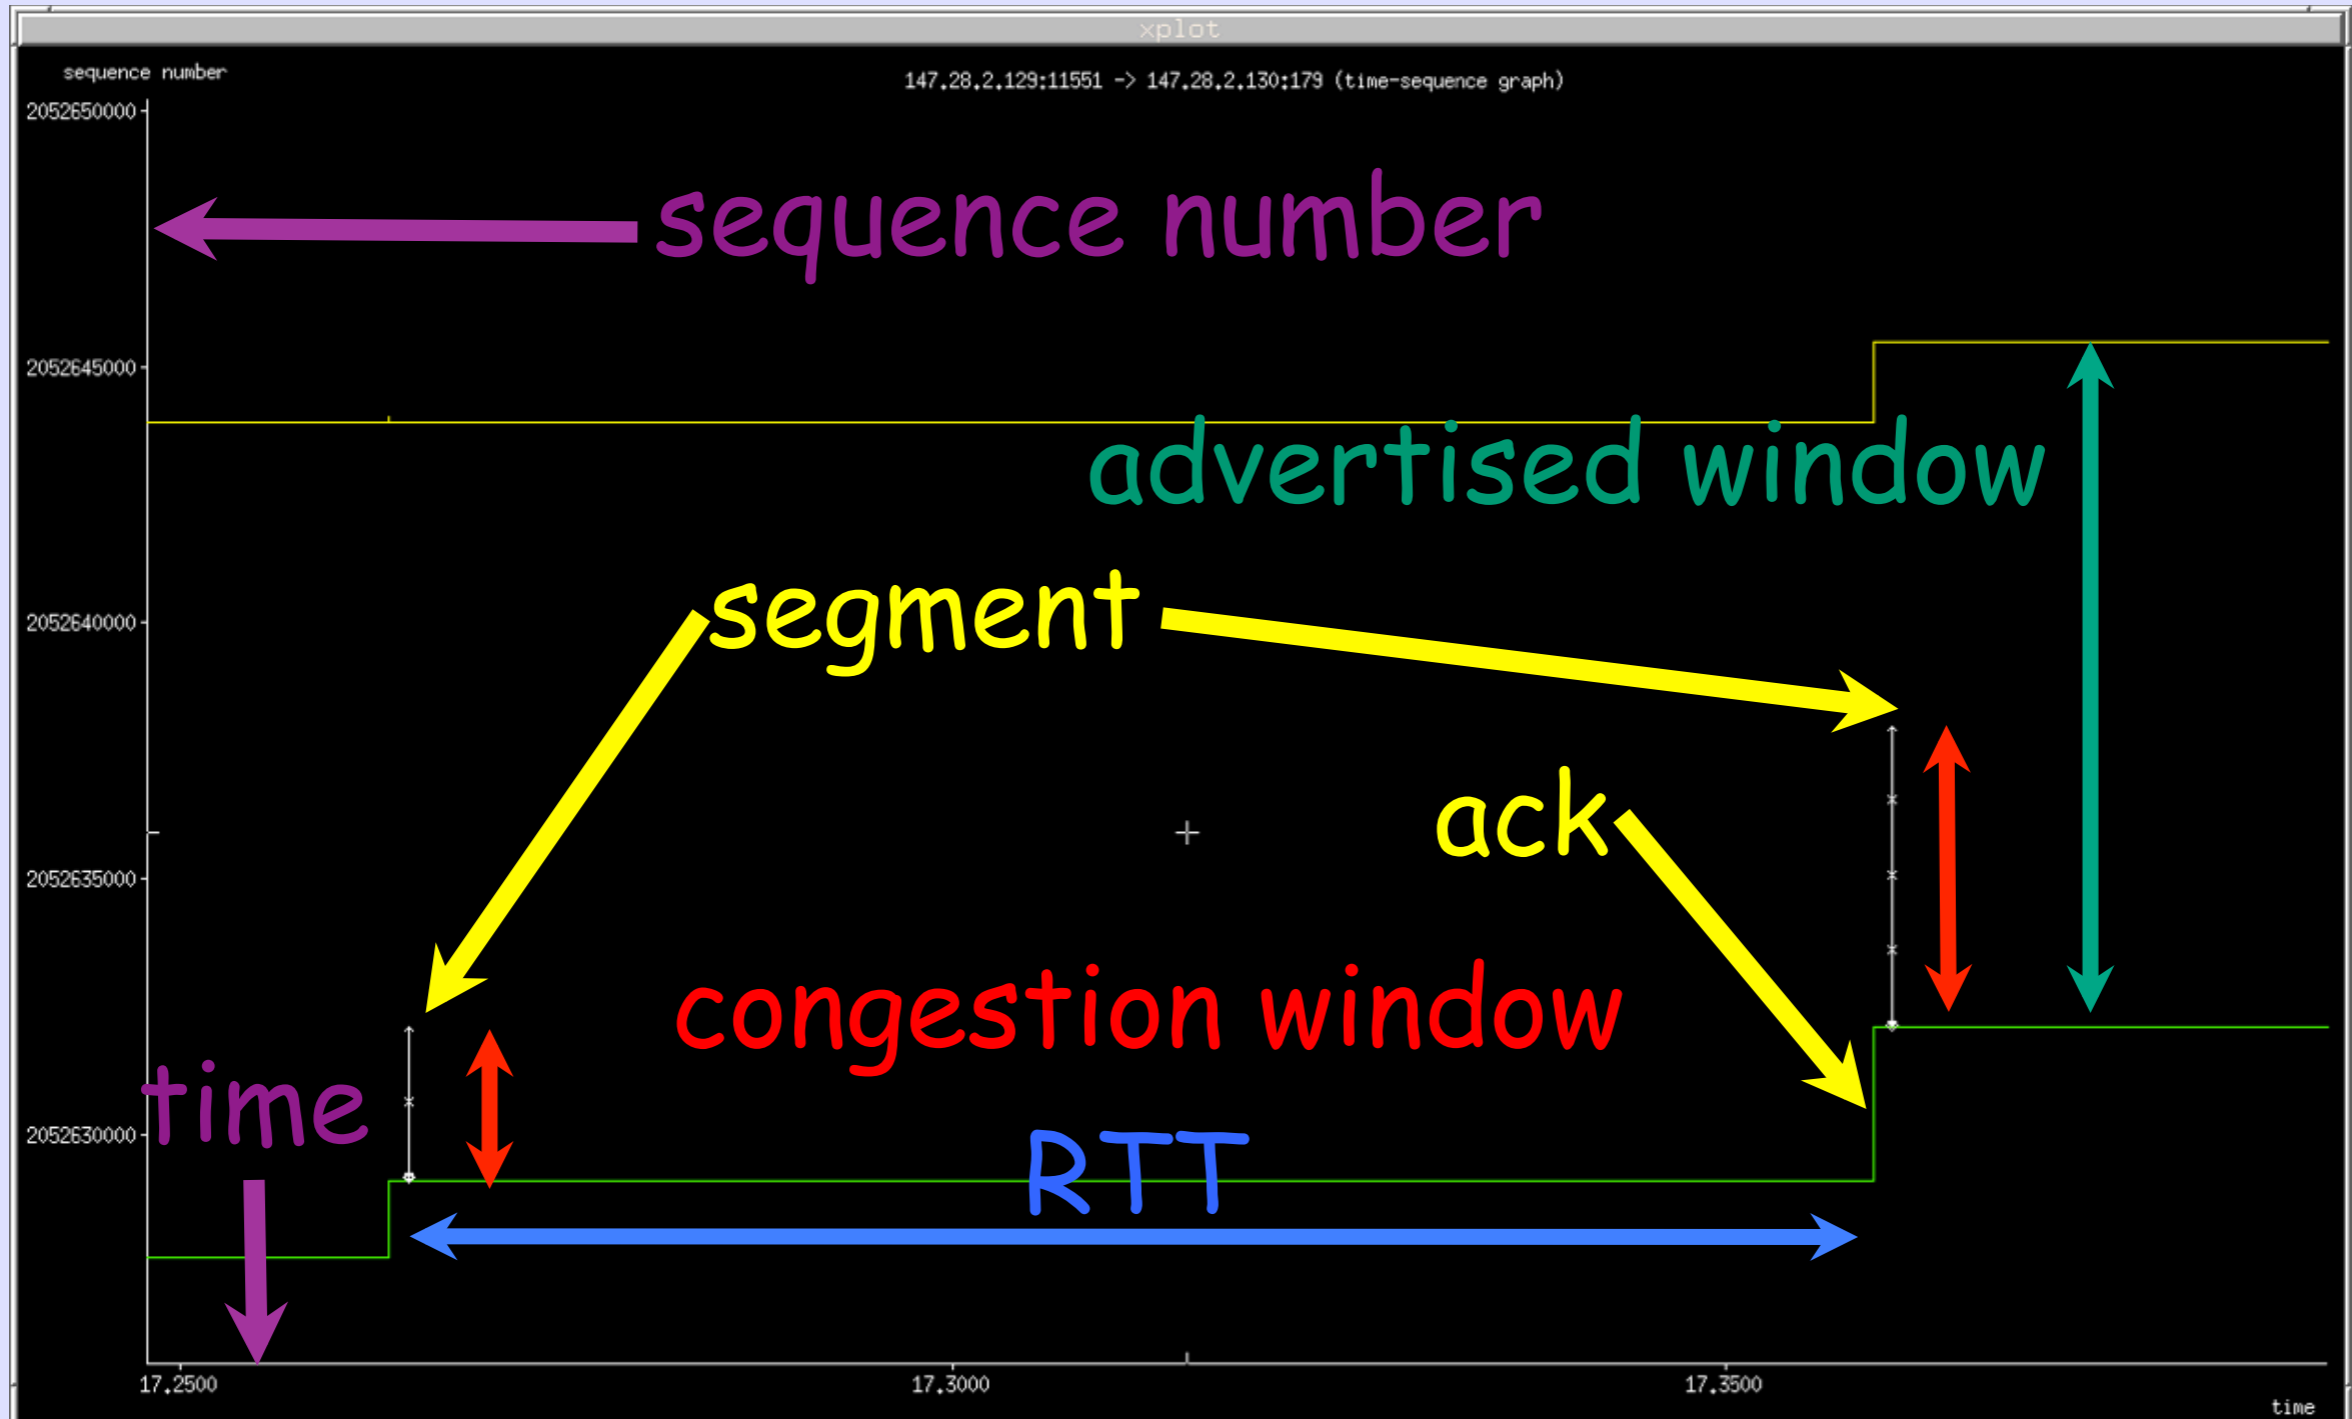 xplot
sequence number
147.28.2.129:11551 -> 147.28.2.130:179 (time-sequence graph)
2052650000
sequence number
2052645000
advertised window
segment
2052640000
ack
2052635000
congestion window
time
2052630000
RTT
17.2500
17.3000
17.3500
time